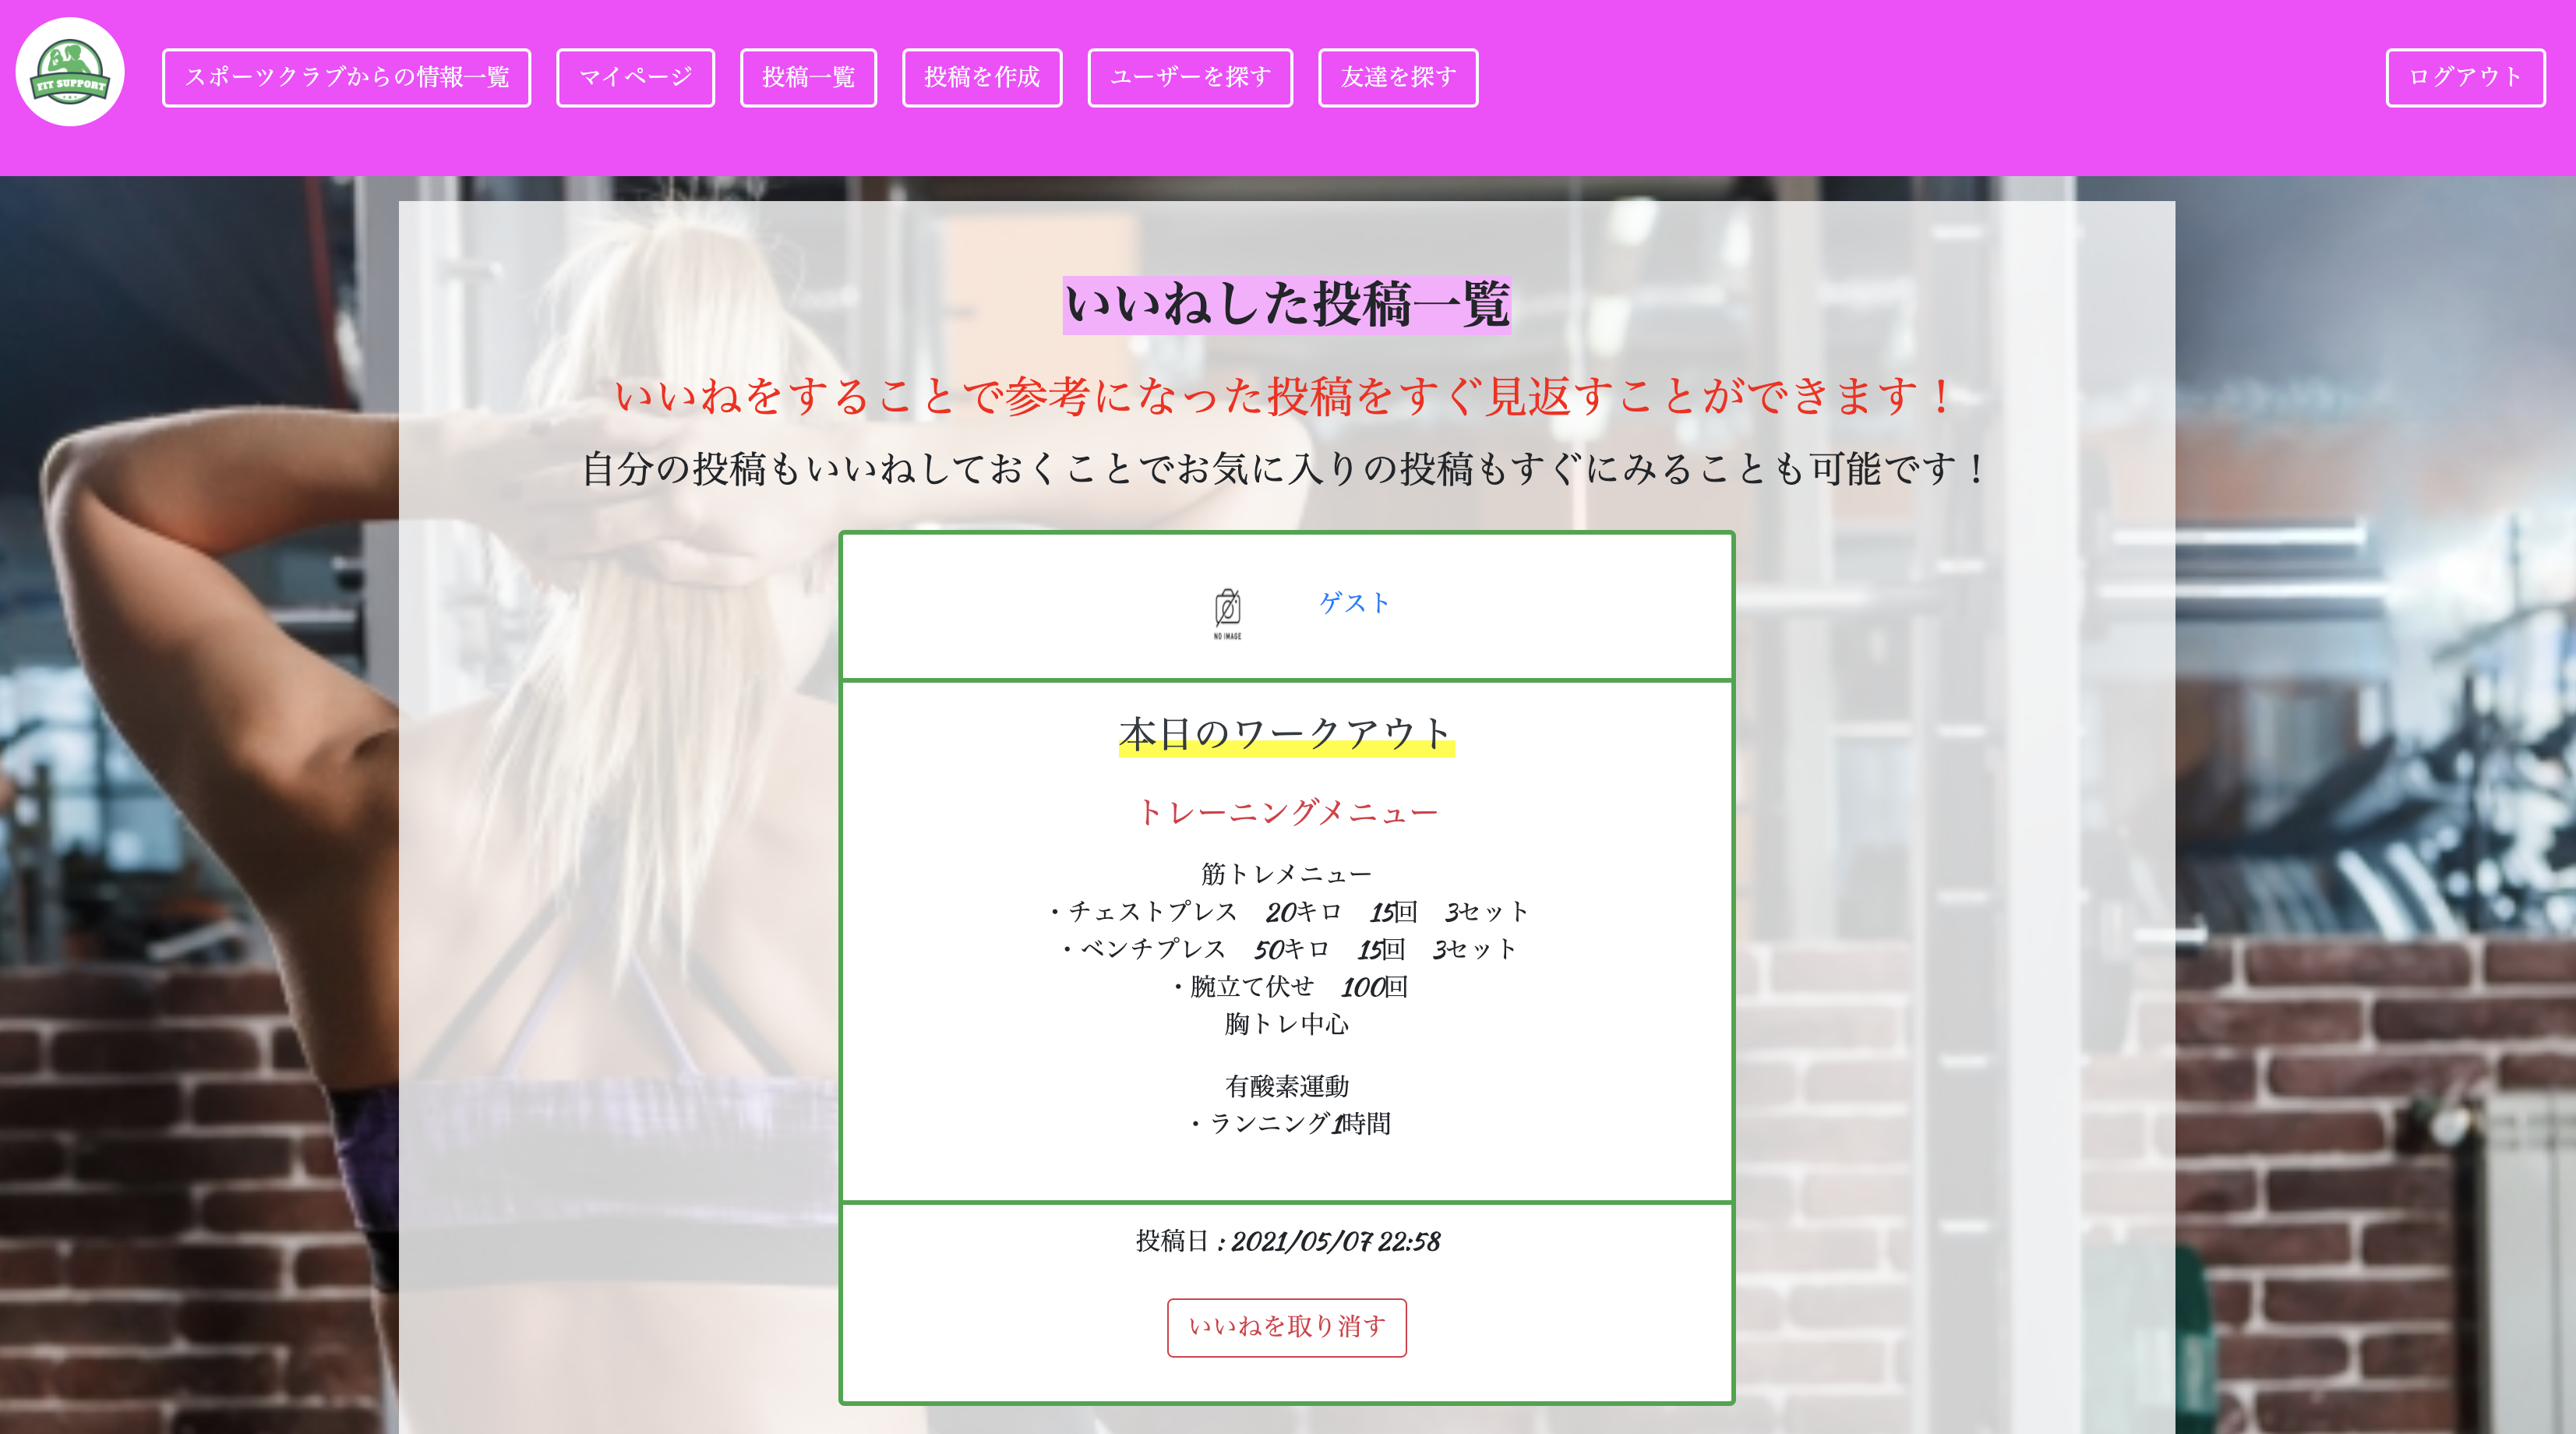 FIT SUPPORT
スポーツクラブからの情報一覧
マイページ
投稿一覧
投稿を作成
ユーザーを探す
友達を探す
ログアウト
いいねした投稿一覧
いいねをすることで参考になった投稿をすぐ見返すことができます！
自分の投稿もいいねしておくことでお気に入りの投稿もすぐにみることも可能です！
NO IMAGE
ゲスト
本日のワークアウト
トレーニングメニュー
筋トレメニュー
・チェストプレス　20キロ　15回　3セット
・ベンチプレス　50キロ　15回　3セット
・腕立て伏せ　100回
胸トレ中心
有酸素運動
・ランニング1時間
投稿日 : 2021/05/07 22:58
いいねを取り消す